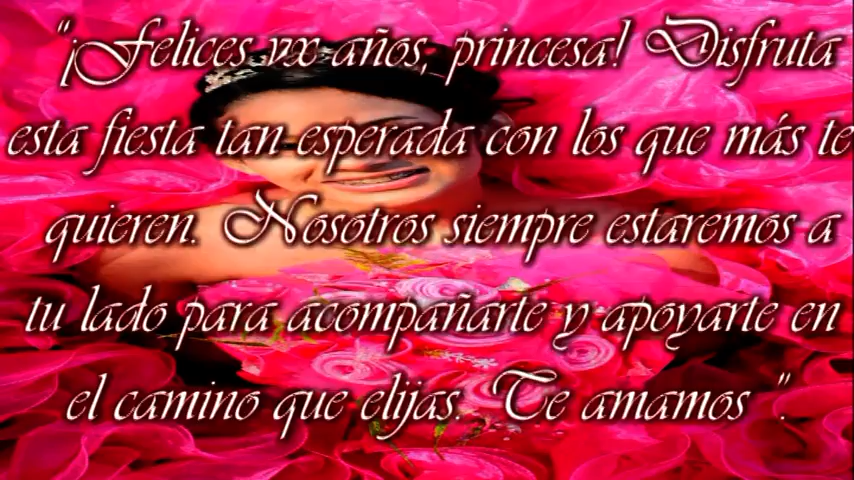 "¡Felices vx años, princesa! Disfruta
esta fiesta tan esperada con los que más te
quieren. Nosotros siempre estaremos a
tu lado para acompañarte y apoyarte en
el camino que elijas. Te amamos ".